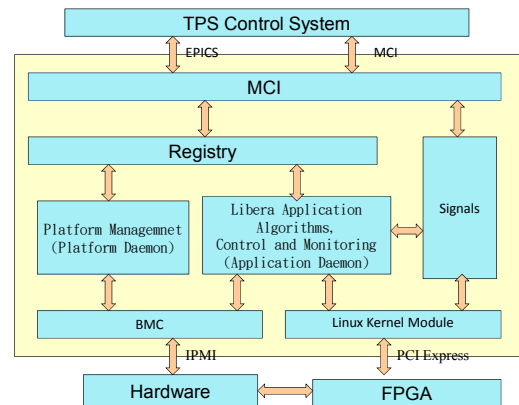 TPS Control System
EPICS
MCI
MCI
Registry
Platform Managemnet
(Platform Daemon)
Libera Application
Algorithms,
Control and Monitoring
(Application Daemon)
Signals
BMC
Linux Kernel Module
IPMI
PCI Express
Hardware
FPGA